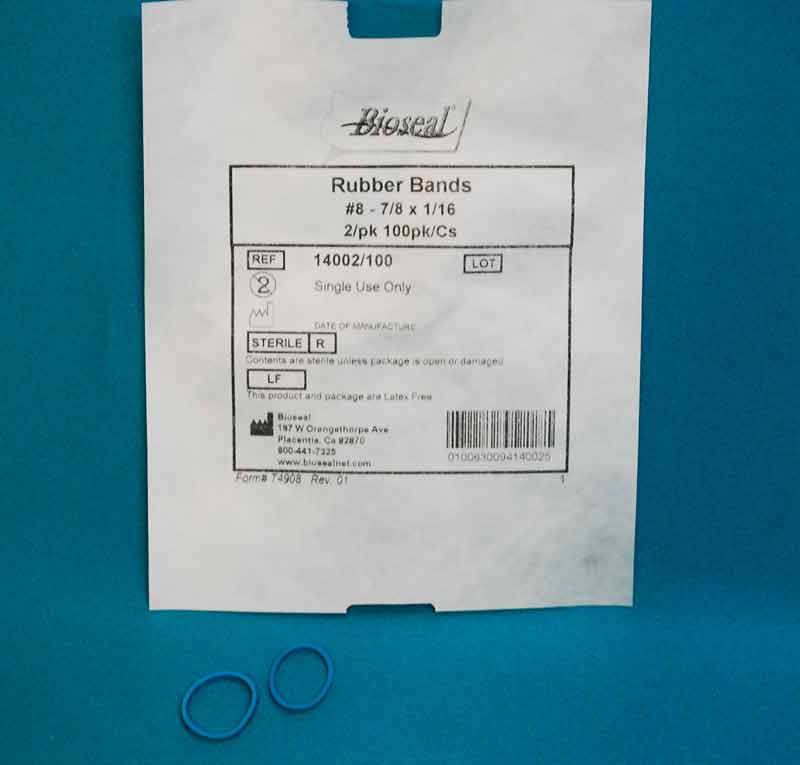 Bioseal
Rubber Bands
#8 - 7/8 x 1/16
2/pk 100pk/Cs
REF 14002/100 LOT
2 Single Use Only
DATE OF MANUFACTURE
STERILE R
Contents are sterile unless package is open or damaged
LF
This product and package are Latex Free
Bioseal
167 W Orangethorpe Ave
Placentia, Ca 92870
800-441-7325
www.biosealnet.com
0100630094140025
Form# T4908 Rev. 01 1